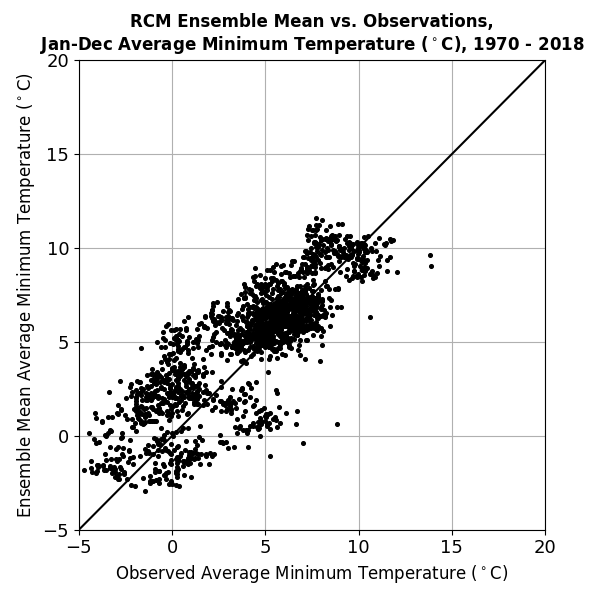 RCM Ensemble Mean vs. Observations,
Jan-Dec Average Minimum Temperature (°C), 1970 - 2018
20
15
10
5
0
−5
Ensemble Mean Average Minimum Temperature (°C)
−5 0 5 10 15 20
Observed Average Minimum Temperature (°C)